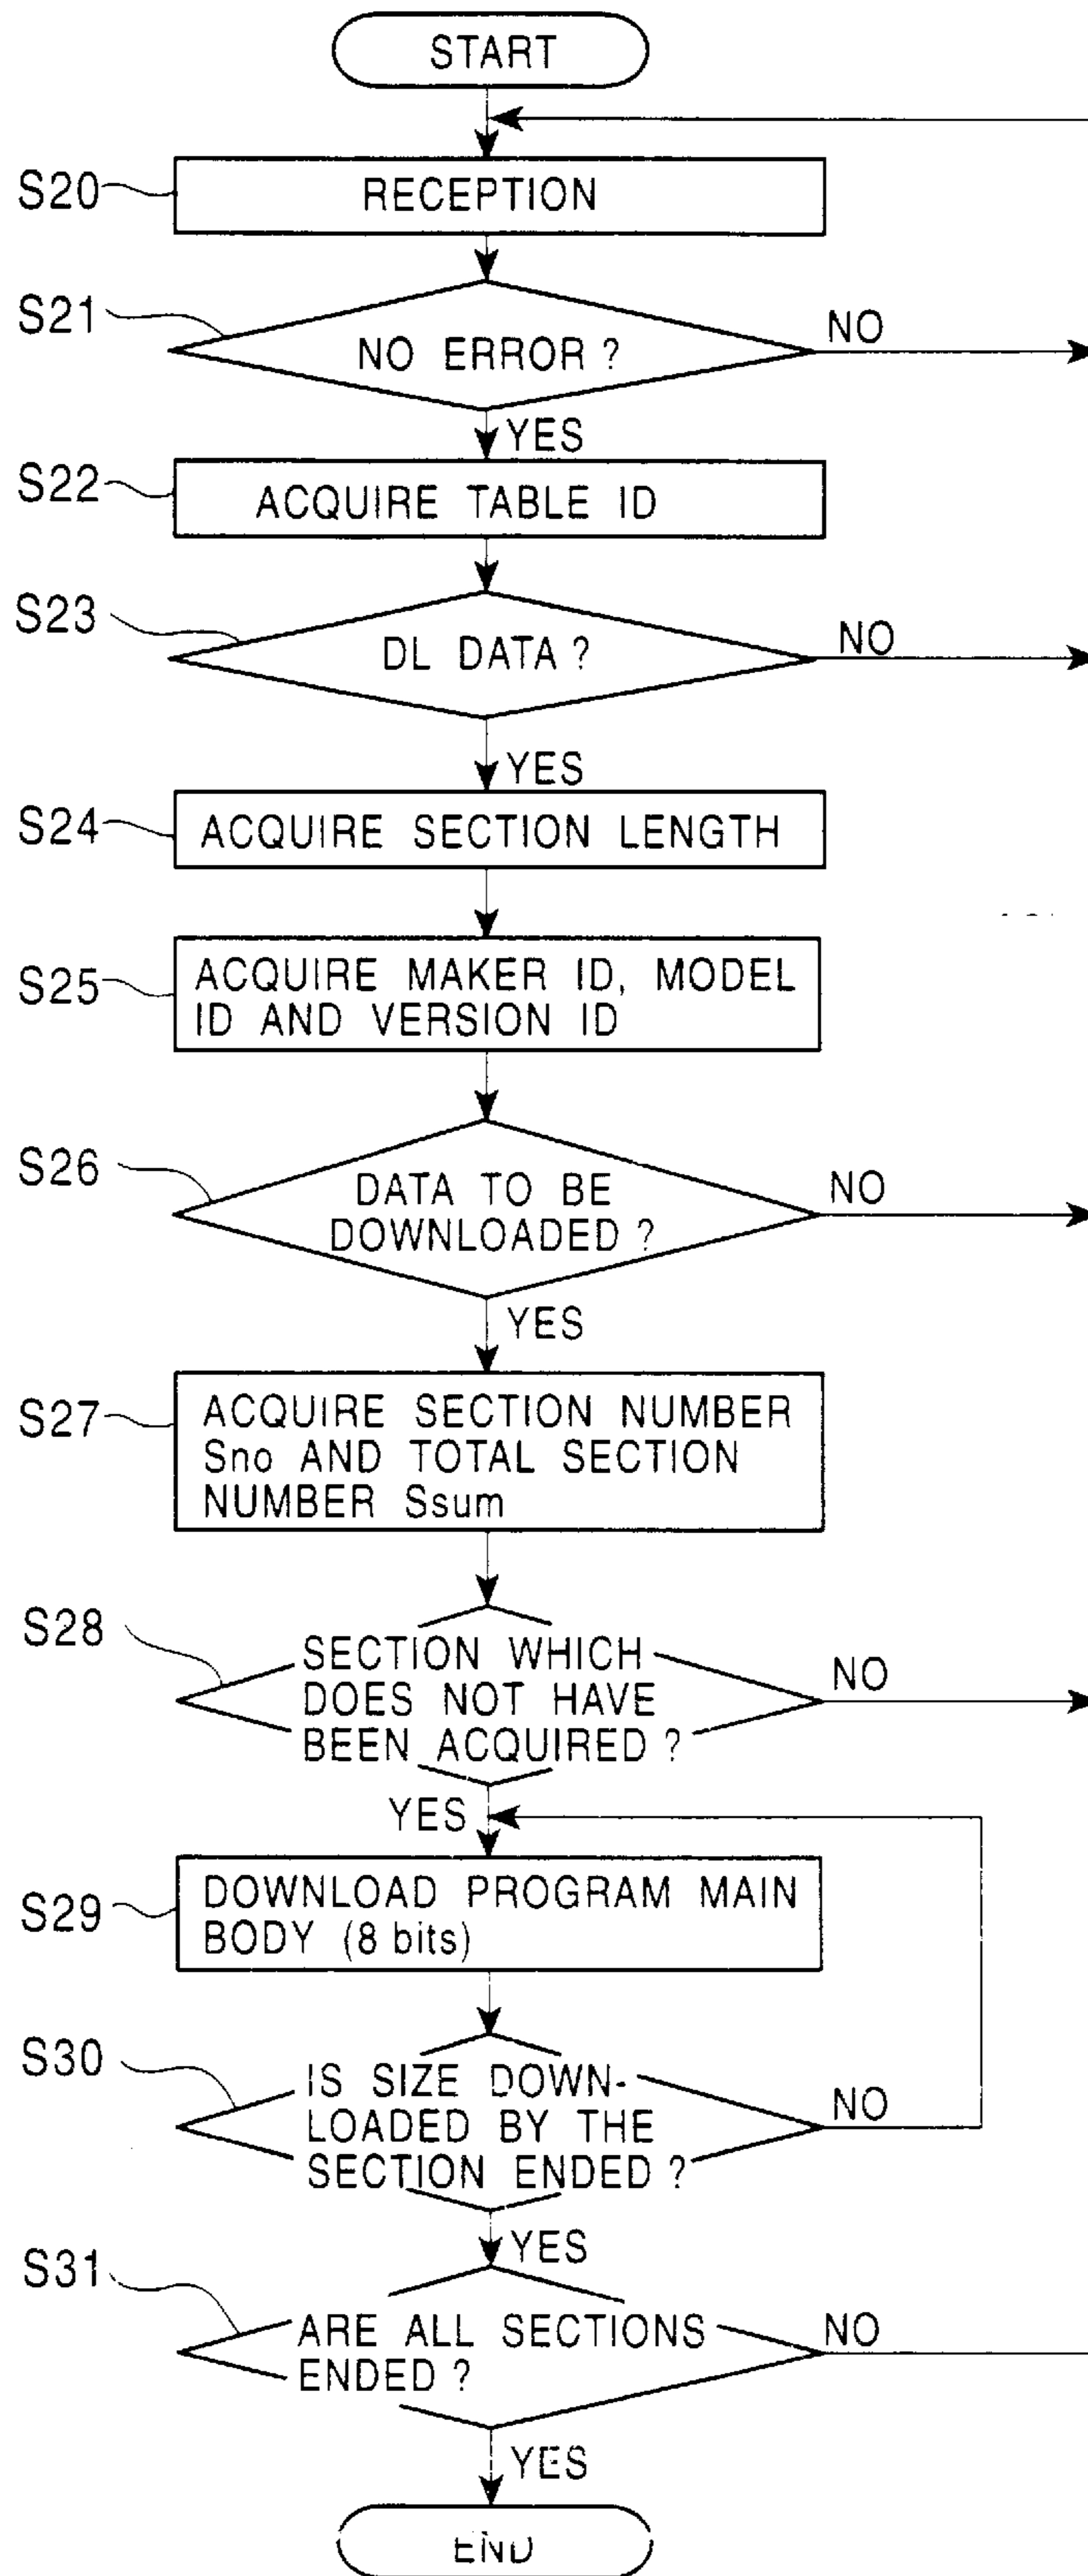 START
S20
RECEPTION
S21
NO ERROR ?
NO
YES
S22
ACQUIRE TABLE ID
S23
DL DATA ?
NO
YES
S24
ACQUIRE SECTION LENGTH
S25
ACQUIRE MAKER ID, MODEL
ID AND VERSION ID
S26
DATA TO BE
DOWNLOADED ?
NO
YES
S27
ACQUIRE SECTION NUMBER
Sno AND TOTAL SECTION
NUMBER Ssum
S28
SECTION WHICH
DOES NOT HAVE
BEEN ACQUIRED ?
NO
YES
S29
DOWNLOAD PROGRAM MAIN
BODY (8 bits)
S30
IS SIZE DOWN-
LOADED BY THE
SECTION ENDED ?
NO
YES
S31
ARE ALL SECTIONS
ENDED ?
NO
YES
END